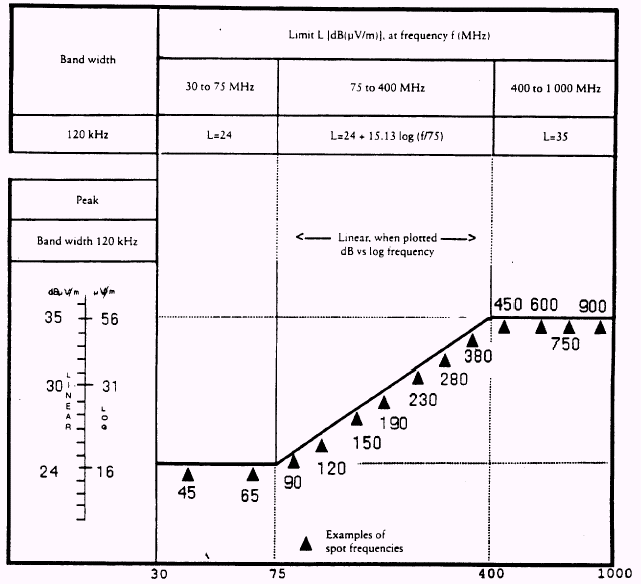 Limit L [dB(µV/m)], at frequency f (MHz)
Band width
30 to 75 MHz
75 to 400 MHz
400 to 1 000 MHz
120 kHz
L=24
L=24 + 15.13 log (f/75)
L=35
Peak
Band width 120 kHz
Linear, when plotted
dB vs log frequency
dBµV/m µV/m
35 56
30 31
24 16
LINEAR
LOG
450 600 900
750
380
280
230
190
150
120
90
45 65
Examples of
spot frequencies
30 75 400 1000